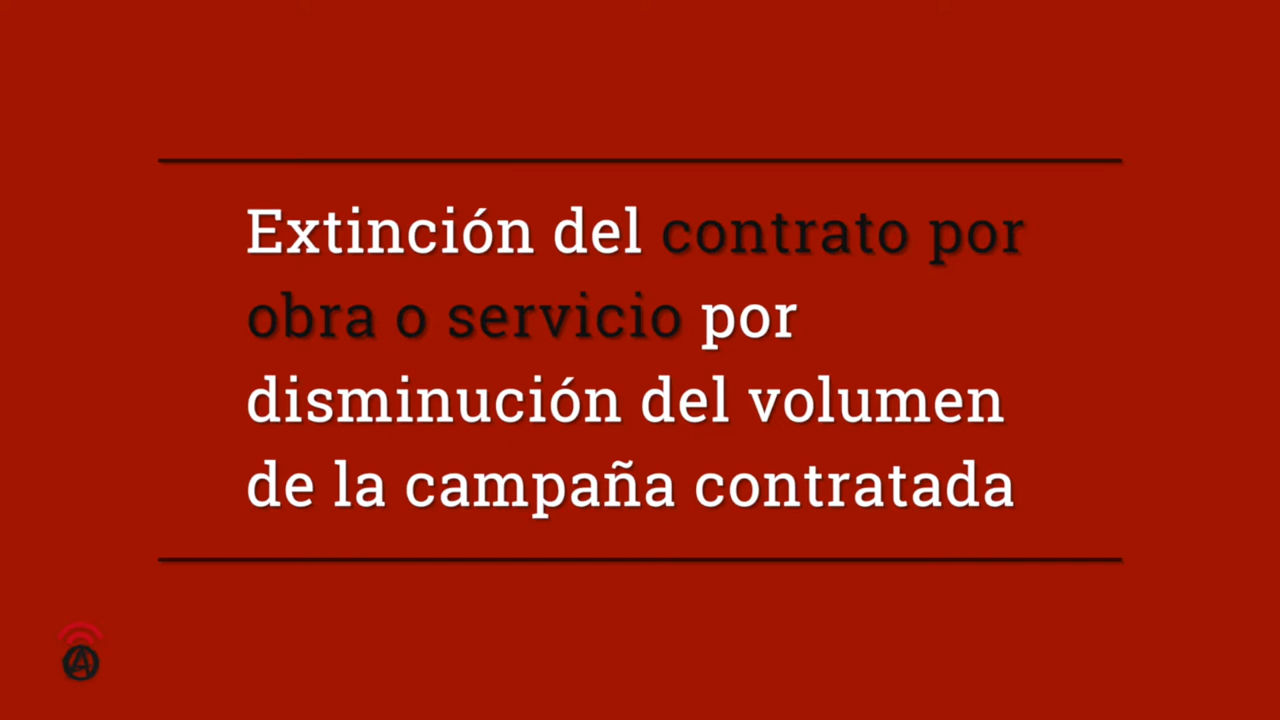 Extinción del contrato por
obra o servicio por
disminución del volumen
de la campaña contratada